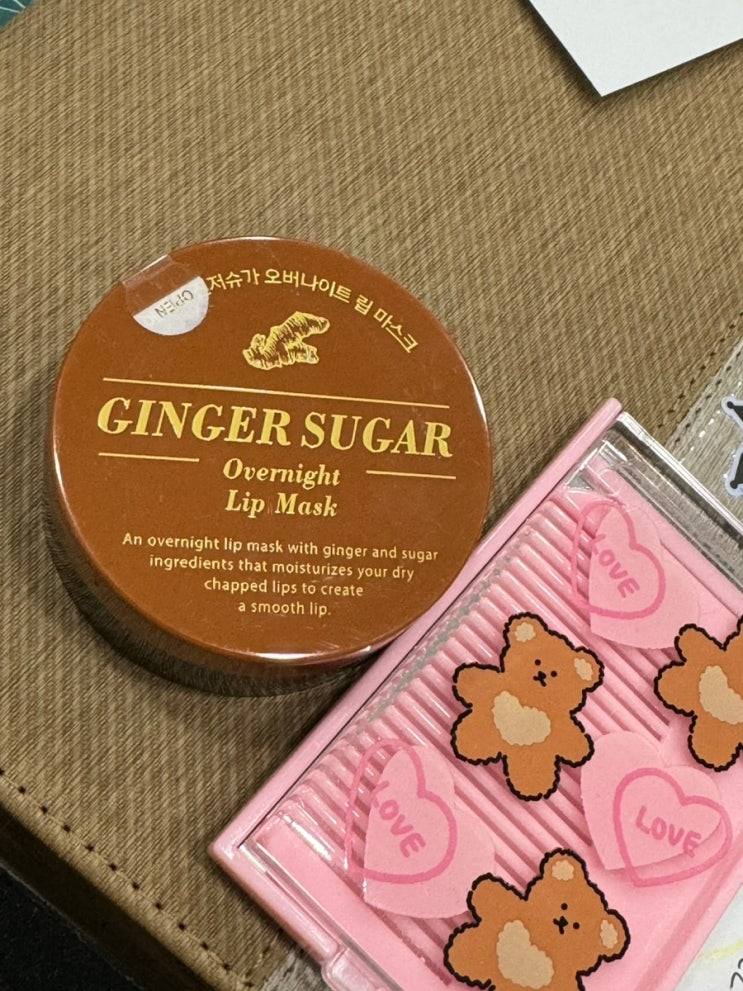 저슈가 오버나이트 립 마스크
OPEN
GINGER SUGAR
Overnight
Lip Mask
An overnight lip mask with ginger and sugar
ingredients that moisturizes your dry
chapped lips to create
a smooth lip.
LOVE
LOVE
LOVE